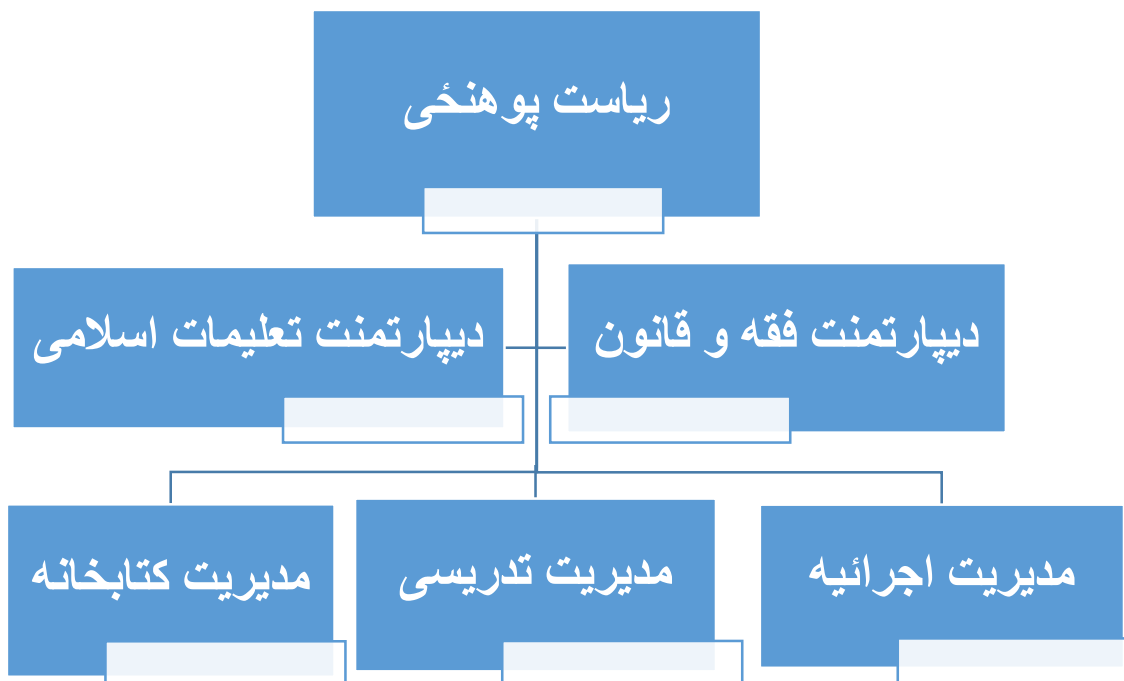 ریاست پوهنځی
دیپارتمنت فقه و قانون
دیپارتمنت تعلیمات اسلامی
مدیریت اجرائیه
مدیریت تدریسی
مدیریت کتابخانه